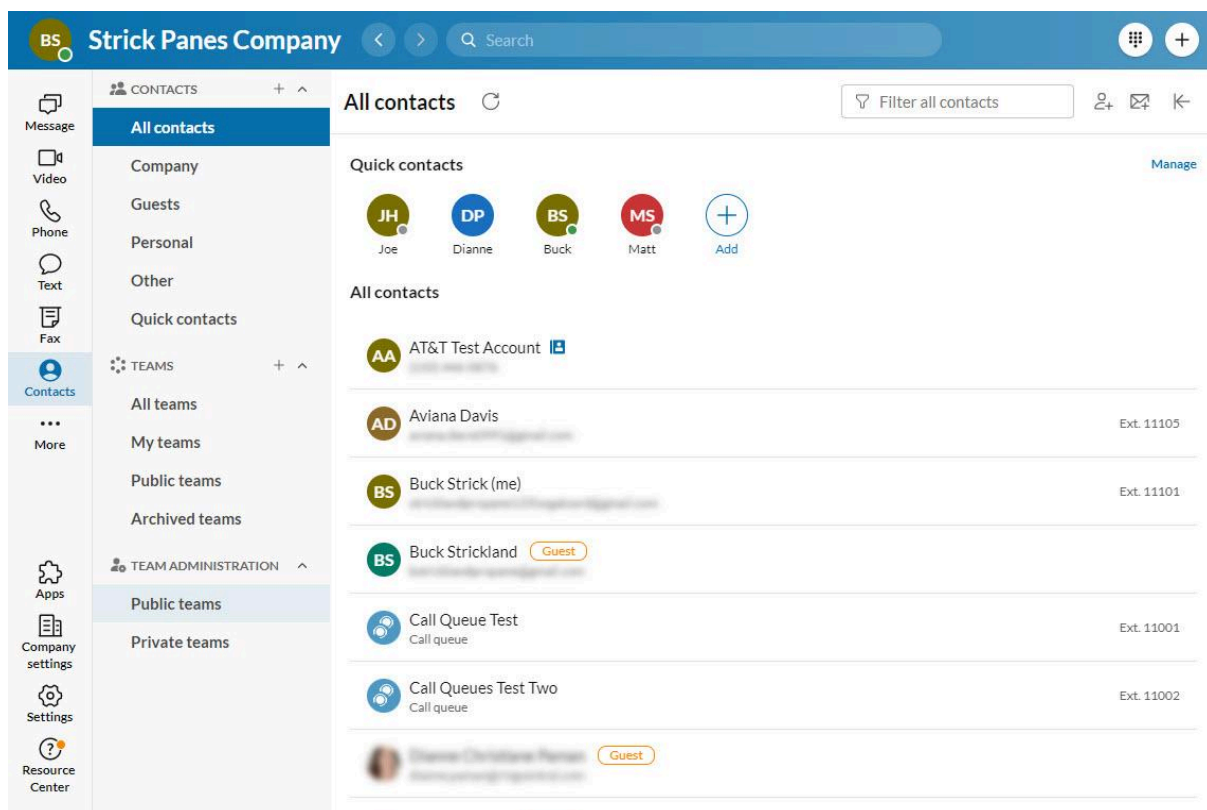 BS Strick Panes Company Search
Message
Video
Phone
Text
Fax
Contacts
More
Apps
Company
settings
Settings
Resource
Center
CONTACTS
All contacts
Company
Guests
Personal
Other
Quick contacts
TEAMS
All teams
My teams
Public teams
Archived teams
TEAM ADMINISTRATION
Public teams
Private teams
All contacts Filter all contacts
Quick contacts Manage
JH DP BS MS
Joe Dianne Buck Matt Add
All contacts
AA AT&T Test Account
AD Aviana Davis
Ext. 11105
BS Buck Strick (me)
Ext. 11101
BS Buck Strickland Guest
Call Queue Test
Call queue Ext. 11001
Call Queues Test Two
Call queue Ext. 11002
Guest